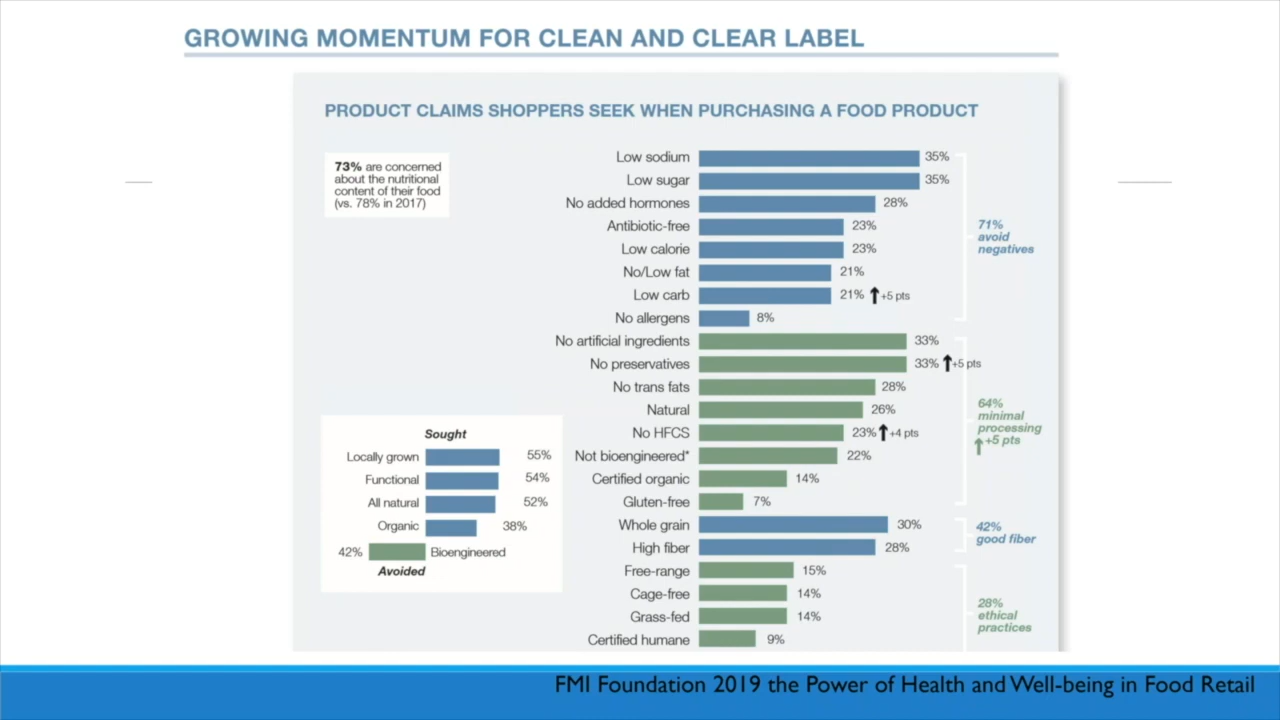 GROWING MOMENTUM FOR CLEAN AND CLEAR LABEL
PRODUCT CLAIMS SHOPPERS SEEK WHEN PURCHASING A FOOD PRODUCT
73% are concerned
about the nutritional
content of their food
(vs. 78% in 2017)
Low sodium 35%
Low sugar 35%
No added hormones 28%
Antibiotic-free 23%
Low calorie 23%
No/Low fat 21%
Low carb 21% +5 pts
No allergens 8%
71%
avoid
negatives
No artificial ingredients 33%
No preservatives 33% +5 pts
No trans fats 28%
Natural 26%
No HFCS 23% +4 pts
Not bioengineered* 22%
Certified organic 14%
Gluten-free 7%
64%
minimal
processing
+5 pts
Whole grain 30%
High fiber 28%
42%
good fiber
Free-range 15%
Cage-free 14%
Grass-fed 14%
Certified humane 9%
28%
ethical
practices
Sought
Locally grown 55%
Functional 54%
All natural 52%
Organic 38%
42% Bioengineered
Avoided
FMI Foundation 2019 the Power of Health and Well-being in Food Retail